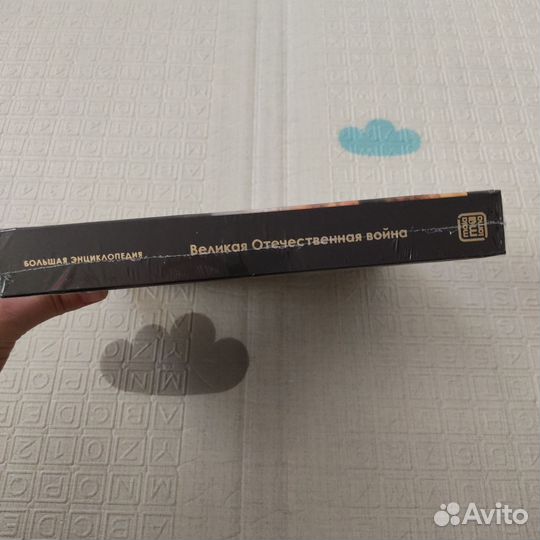 БОЛЬШАЯ ЭНЦИКЛОПЕДИЯ
Великая Отечественная война
Avito